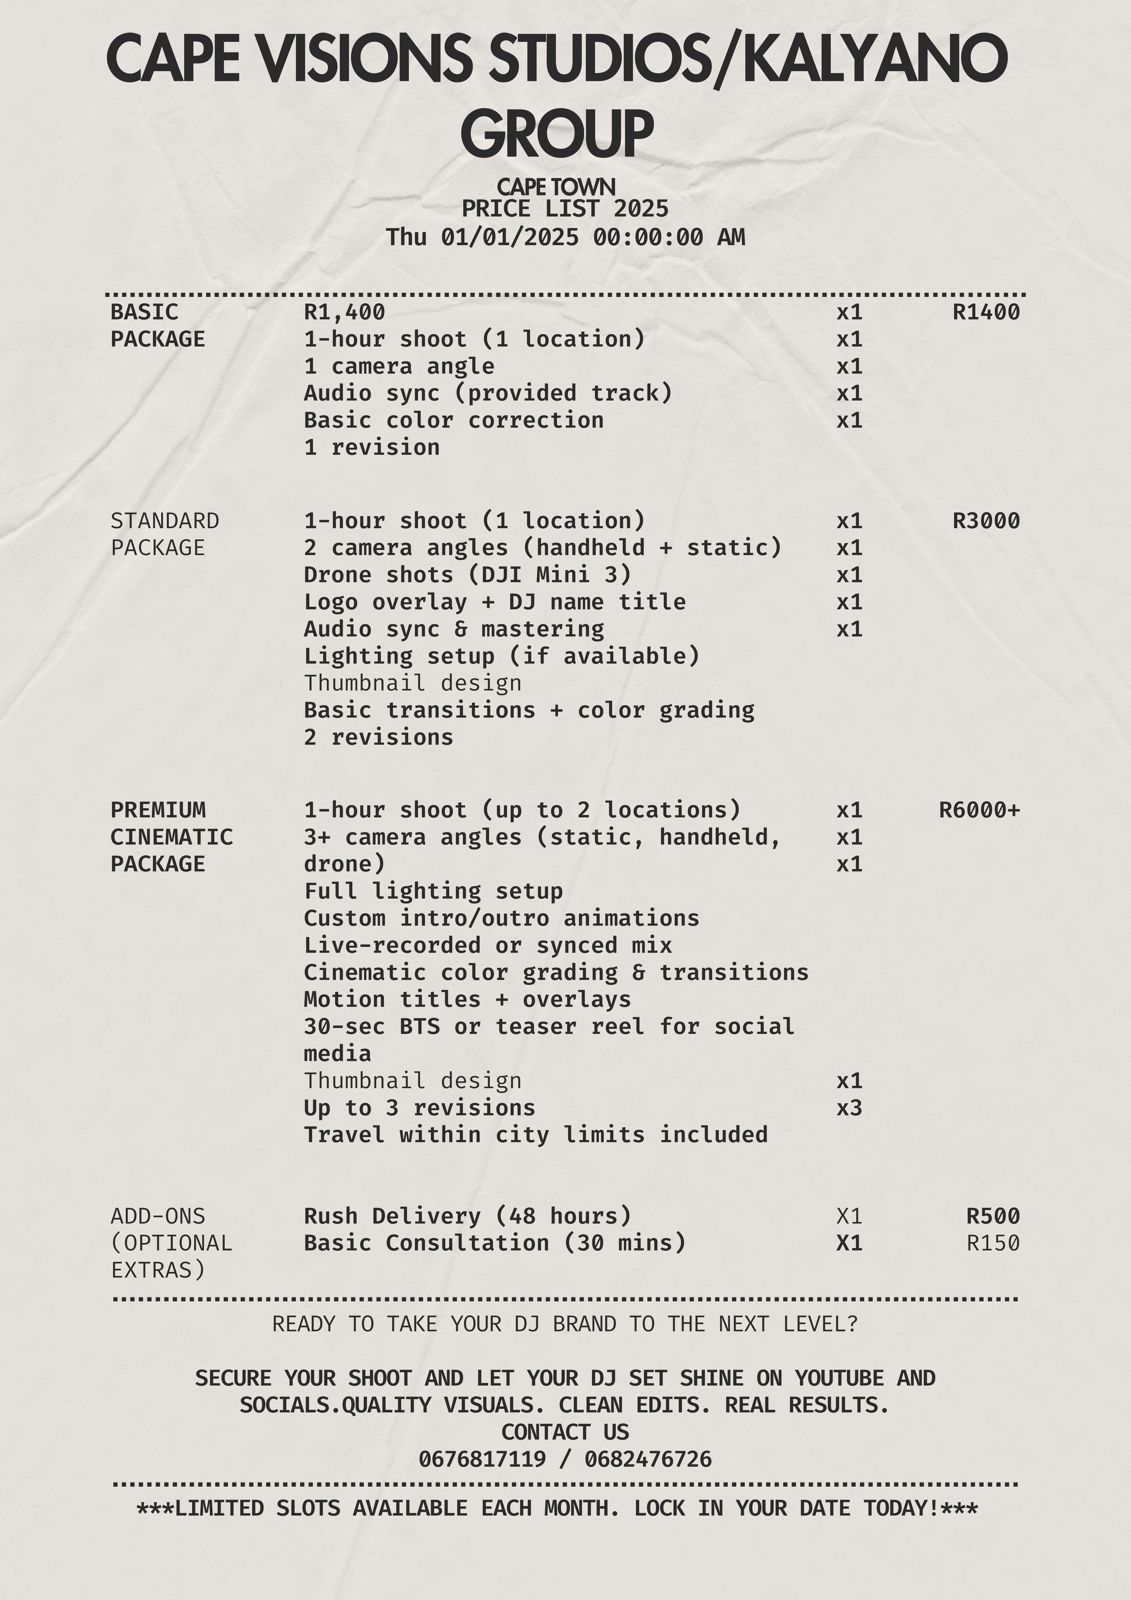 CAPE VISIONS STUDIOS/KALYANO
GROUP
CAPE TOWN
PRICE LIST 2025
Thu 01/01/2025 00:00:00 AM
BASIC R1,400 x1 R1400
PACKAGE 1-hour shoot (1 location) x1
1 camera angle x1
Audio sync (provided track) x1
Basic color correction x1
1 revision
STANDARD 1-hour shoot (1 location) x1 R3000
PACKAGE 2 camera angles (handheld + static) x1
Drone shots (DJI Mini 3) x1
Logo overlay + DJ name title x1
Audio sync & mastering x1
Lighting setup (if available)
Thumbnail design
Basic transitions + color grading
2 revisions
PREMIUM 1-hour shoot (up to 2 locations) x1 R6000+
CINEMATIC 3+ camera angles (static, handheld, x1
PACKAGE drone) x1
Full lighting setup
Custom intro/outro animations
Live-recorded or synced mix
Cinematic color grading & transitions
Motion titles + overlays
30-sec BTS or teaser reel for social
media
Thumbnail design x1
Up to 3 revisions x3
Travel within city limits included
ADD-ONS Rush Delivery (48 hours) X1 R500
(OPTIONAL Basic Consultation (30 mins) X1 R150
EXTRAS)
READY TO TAKE YOUR DJ BRAND TO THE NEXT LEVEL?
SECURE YOUR SHOOT AND LET YOUR DJ SET SHINE ON YOUTUBE AND
SOCIALS.QUALITY VISUALS. CLEAN EDITS. REAL RESULTS.
CONTACT US
0676817119 / 0682476726
***LIMITED SLOTS AVAILABLE EACH MONTH. LOCK IN YOUR DATE TODAY!***